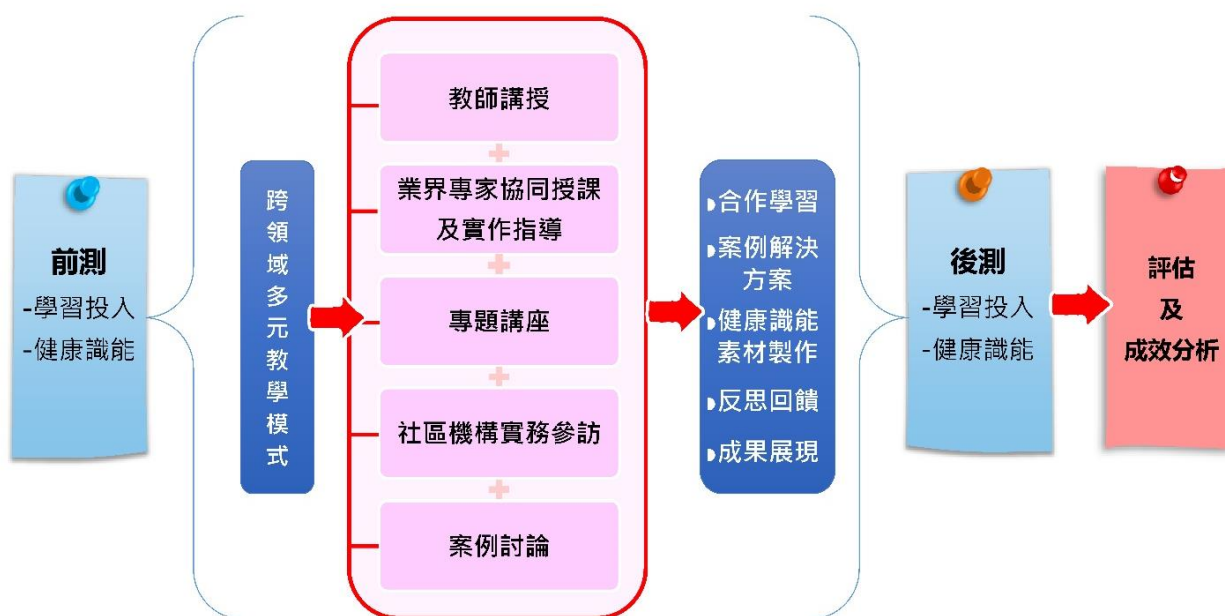 前測
-學習投入
-健康識能
跨領域多元教學模式
教師講授
業界專家協同授課
及實作指導
專題講座
社區機構實務參訪
案例討論
合作學習
案例解決
方案
健康識能
素材製作
反思回饋
成果展現
後測
-學習投入
-健康識能
評估
及
成效分析